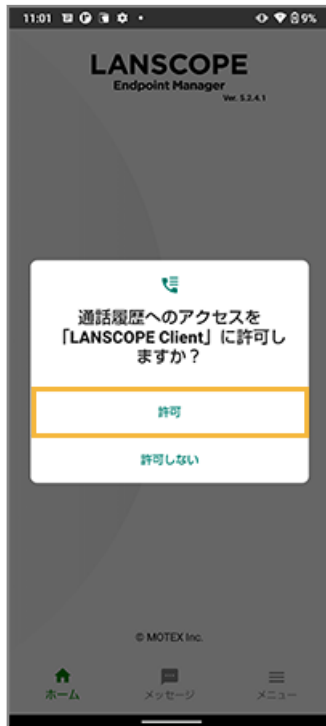 11:01
9%
LANSCOPE
Endpoint Manager
Ver. 5.2.4.1
通話履歴へのアクセスを
「LANSCOPE Client」に許可し
ますか？
許可
許可しない
© MOTEX Inc.
ホーム メッセージ メニュー